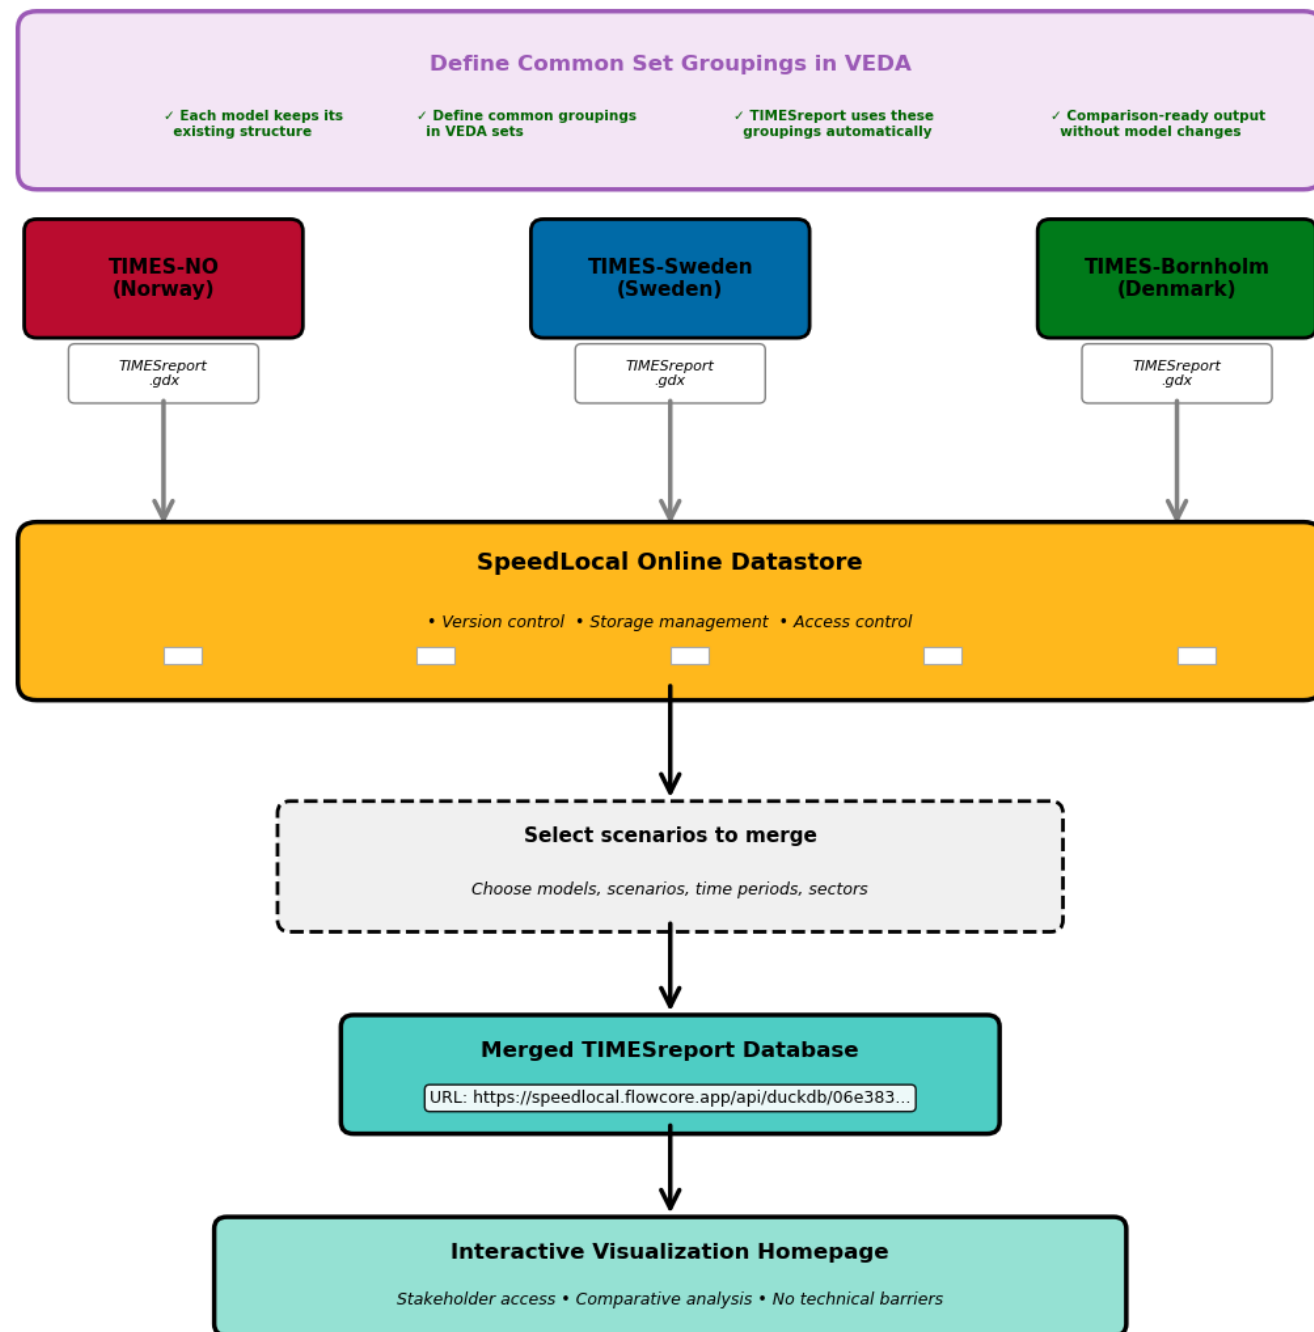 Define Common Set Groupings in VEDA
✓ Each model keeps its
existing structure
✓ Define common groupings
in VEDA sets
✓ TIMESreport uses these
groupings automatically
✓ Comparison-ready output
without model changes
TIMES-NO
(Norway)
TIMES-Sweden
(Sweden)
TIMES-Bornholm
(Denmark)
TIMESreport
.gdx
TIMESreport
.gdx
TIMESreport
.gdx
SpeedLocal Online Datastore
• Version control • Storage management • Access control
Select scenarios to merge
Choose models, scenarios, time periods, sectors
Merged TIMESreport Database
URL: https://speedlocal.flowcore.app/api/duckdb/06e383...
Interactive Visualization Homepage
Stakeholder access • Comparative analysis • No technical barriers